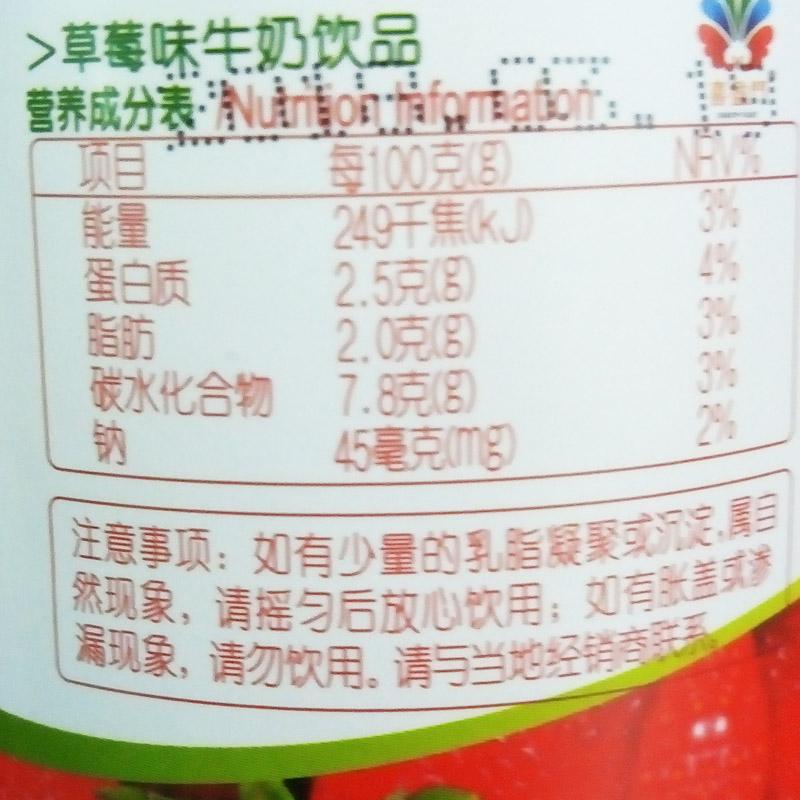 >草莓味牛奶饮品
营养成分表/Nutrition Information
项目 每100克(g) NRV%
能量 249千焦(kJ) 3%
蛋白质 2.5克(g) 4%
脂肪 2.0克(g) 3%
碳水化合物 7.8克(g) 3%
钠 45毫克(mg) 2%
注意事项：如有少量的乳脂凝聚或沉淀,属自
然现象，请摇匀后放心饮用；如有胀盖或渗
漏现象，请勿饮用。请与当地经销商联系。